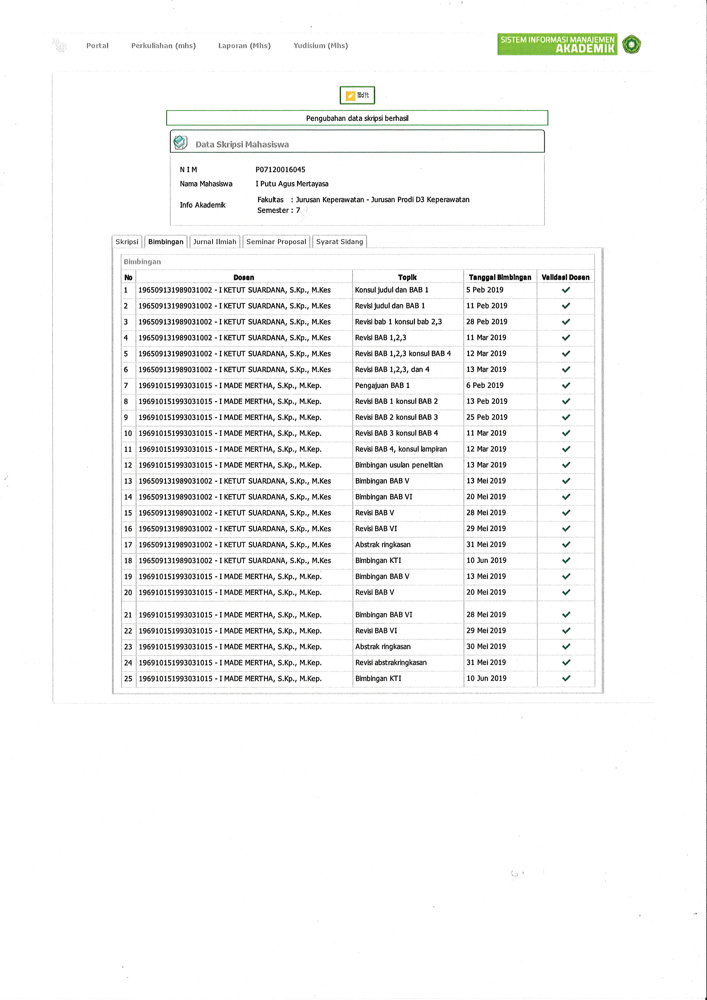 Portal Perkuliahan (mhs) Laporan (Mhs) Yudisium (Mhs)
SISTEM INFORMASI MANAJEMEN
AKADEMIK
Edit
Pengubahan data skripsi berhasil
Data Skripsi Mahasiswa
N I M P07120016045
Nama Mahasiswa I Putu Agus Mertayasa
Info Akademik Fakultas : Jurusan Keperawatan - Jurusan Prodi D3 Keperawatan
Semester : 7
Skripsi Bimbingan Jurnal Ilmiah Seminar Proposal Syarat Sidang
Bimbingan
No Dosen Topik Tanggal Bimbingan Validasi Dosen
1 196509131989031002 - I KETUT SUARDANA, S.Kp., M.Kes Konsul judul dan BAB 1 5 Peb 2019 ✔
2 196509131989031002 - I KETUT SUARDANA, S.Kp., M.Kes Revisi judul dan BAB 1 11 Peb 2019 ✔
3 196509131989031002 - I KETUT SUARDANA, S.Kp., M.Kes Revisi bab 1 konsul bab 2,3 28 Peb 2019 ✔
4 196509131989031002 - I KETUT SUARDANA, S.Kp., M.Kes Revisi BAB 1,2,3 11 Mar 2019 ✔
5 196509131989031002 - I KETUT SUARDANA, S.Kp., M.Kes Revisi BAB 1,2,3 konsul BAB 4 12 Mar 2019 ✔
6 196509131989031002 - I KETUT SUARDANA, S.Kp., M.Kes Revisi BAB 1,2,3, dan 4 13 Mar 2019 ✔
7 196910151993031015 - I MADE MERTHA, S.Kp., M.Kep. Pengajuan BAB 1 6 Peb 2019 ✔
8 196910151993031015 - I MADE MERTHA, S.Kp., M.Kep. Revisi BAB 1 konsul BAB 2 13 Peb 2019 ✔
9 196910151993031015 - I MADE MERTHA, S.Kp., M.Kep. Revisi BAB 2 konsul BAB 3 25 Peb 2019 ✔
10 196910151993031015 - I MADE MERTHA, S.Kp., M.Kep. Revisi BAB 3 konsul BAB 4 11 Mar 2019 ✔
11 196910151993031015 - I MADE MERTHA, S.Kp., M.Kep. Revisi BAB 4, konsul lampiran 12 Mar 2019 ✔
12 196910151993031015 - I MADE MERTHA, S.Kp., M.Kep. Bimbingan usulan penelitian 13 Mar 2019 ✔
13 196509131989031002 - I KETUT SUARDANA, S.Kp., M.Kes Bimbingan BAB V 13 Mei 2019 ✔
14 196509131989031002 - I KETUT SUARDANA, S.Kp., M.Kes Bimbingan BAB VI 20 Mei 2019 ✔
15 196509131989031002 - I KETUT SUARDANA, S.Kp., M.Kes Revisi BAB V 28 Mei 2019 ✔
16 196509131989031002 - I KETUT SUARDANA, S.Kp., M.Kes Revisi BAB VI 29 Mei 2019 ✔
17 196509131989031002 - I KETUT SUARDANA, S.Kp., M.Kes Abstrak ringkasan 31 Mei 2019 ✔
18 196509131989031002 - I KETUT SUARDANA, S.Kp., M.Kes Bimbingan KTI 10 Jun 2019 ✔
19 196910151993031015 - I MADE MERTHA, S.Kp., M.Kep. Bimbingan BAB V 13 Mei 2019 ✔
20 196910151993031015 - I MADE MERTHA, S.Kp., M.Kep. Revisi BAB V 20 Mei 2019 ✔
21 196910151993031015 - I MADE MERTHA, S.Kp., M.Kep. Bimbingan BAB VI 28 Mei 2019 ✔
22 196910151993031015 - I MADE MERTHA, S.Kp., M.Kep. Revisi BAB VI 29 Mei 2019 ✔
23 196910151993031015 - I MADE MERTHA, S.Kp., M.Kep. Abstrak ringkasan 30 Mei 2019 ✔
24 196910151993031015 - I MADE MERTHA, S.Kp., M.Kep. Revisi abstrakringkasan 31 Mei 2019 ✔
25 196910151993031015 - I MADE MERTHA, S.Kp., M.Kep. Bimbingan KTI 10 Jun 2019 ✔